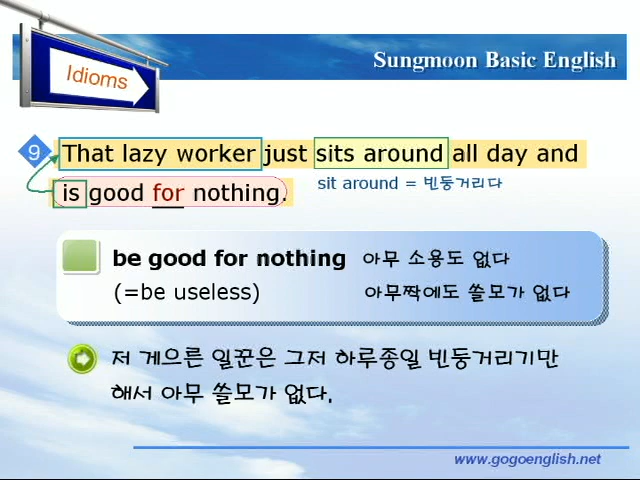 Idioms
Sungmoon Basic English
9 That lazy worker just sits around all day and
is good for nothing.
sit around = 빈둥거리다
be good for nothing 아무 소용도 없다
(=be useless) 아무짝에도 쓸모가 없다
저 게으른 일꾼은 그저 하루종일 빈둥거리기만
해서 아무 쓸모가 없다.
www.gogoenglish.net